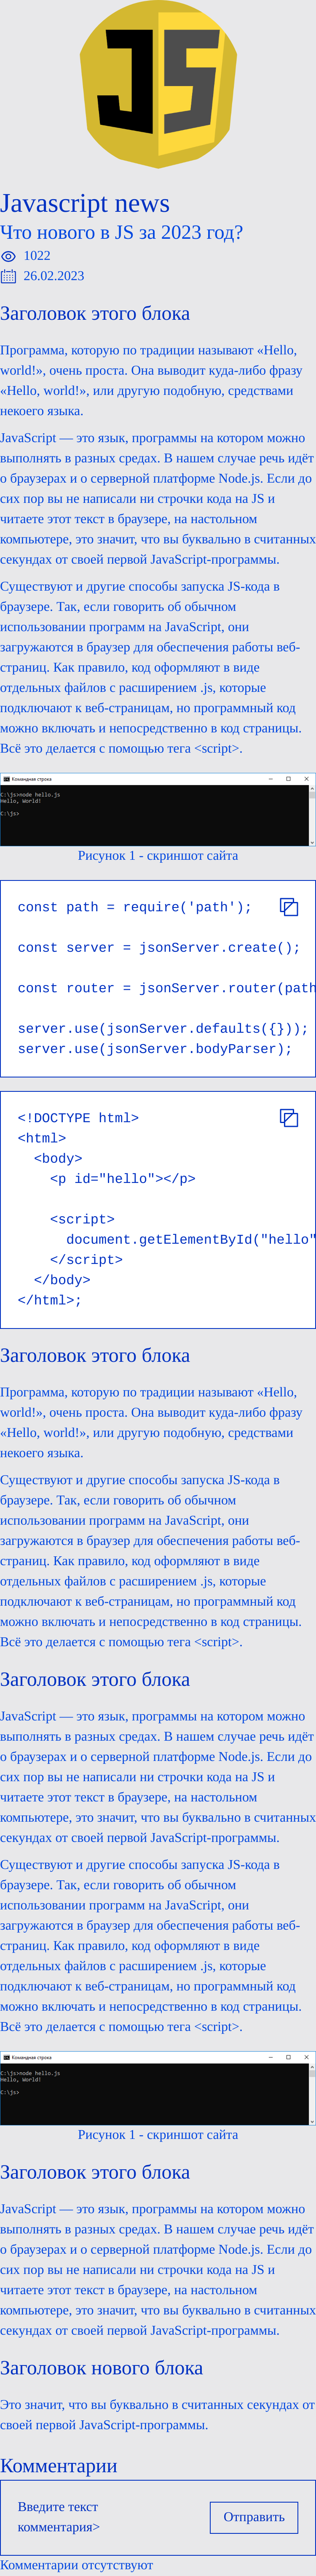 JS
Javascript news
Что нового в JS за 2023 год?
1022
26.02.2023
Заголовок этого блока
Программа, которую по традиции называют «Hello,
world!», очень проста. Она выводит куда-либо фразу
«Hello, world!», или другую подобную, средствами
некоего языка.
JavaScript — это язык, программы на котором можно
выполнять в разных средах. В нашем случае речь идёт
о браузерах и о серверной платформе Node.js. Если до
сих пор вы не написали ни строчки кода на JS и
читаете этот текст в браузере, на настольном
компьютере, это значит, что вы буквально в считанных
секундах от своей первой JavaScript-программы.
Существуют и другие способы запуска JS-кода в
браузере. Так, если говорить об обычном
использовании программ на JavaScript, они
загружаются в браузер для обеспечения работы веб-
страниц. Как правило, код оформляют в виде
отдельных файлов с расширением .js, которые
подключают к веб-страницам, но программный код
можно включать и непосредственно в код страницы.
Всё это делается с помощью тега <script>.
Командная строка
C:\js>node hello.js
Hello, World!
C:\js>
Рисунок 1 - скриншот сайта
const path = require('path');
const server = jsonServer.create();
const router = jsonServer.router(path
server.use(jsonServer.defaults({}));
server.use(jsonServer.bodyParser);
<!DOCTYPE html>
<html>
<body>
<p id="hello"></p>
<script>
document.getElementById("hello"
</script>
</body>
</html>;
Заголовок этого блока
Программа, которую по традиции называют «Hello,
world!», очень проста. Она выводит куда-либо фразу
«Hello, world!», или другую подобную, средствами
некоего языка.
Существуют и другие способы запуска JS-кода в
браузере. Так, если говорить об обычном
использовании программ на JavaScript, они
загружаются в браузер для обеспечения работы веб-
страниц. Как правило, код оформляют в виде
отдельных файлов с расширением .js, которые
подключают к веб-страницам, но программный код
можно включать и непосредственно в код страницы.
Всё это делается с помощью тега <script>.
Заголовок этого блока
JavaScript — это язык, программы на котором можно
выполнять в разных средах. В нашем случае речь идёт
о браузерах и о серверной платформе Node.js. Если до
сих пор вы не написали ни строчки кода на JS и
читаете этот текст в браузере, на настольном
компьютере, это значит, что вы буквально в считанных
секундах от своей первой JavaScript-программы.
Существуют и другие способы запуска JS-кода в
браузере. Так, если говорить об обычном
использовании программ на JavaScript, они
загружаются в браузер для обеспечения работы веб-
страниц. Как правило, код оформляют в виде
отдельных файлов с расширением .js, которые
подключают к веб-страницам, но программный код
можно включать и непосредственно в код страницы.
Всё это делается с помощью тега <script>.
Командная строка
C:\js>node hello.js
Hello, World!
C:\js>
Рисунок 1 - скриншот сайта
Заголовок этого блока
JavaScript — это язык, программы на котором можно
выполнять в разных средах. В нашем случае речь идёт
о браузерах и о серверной платформе Node.js. Если до
сих пор вы не написали ни строчки кода на JS и
читаете этот текст в браузере, на настольном
компьютере, это значит, что вы буквально в считанных
секундах от своей первой JavaScript-программы.
Заголовок нового блока
Это значит, что вы буквально в считанных секундах от
своей первой JavaScript-программы.
Комментарии
Введите текст
комментария>
Отправить
Комментарии отсутствуют